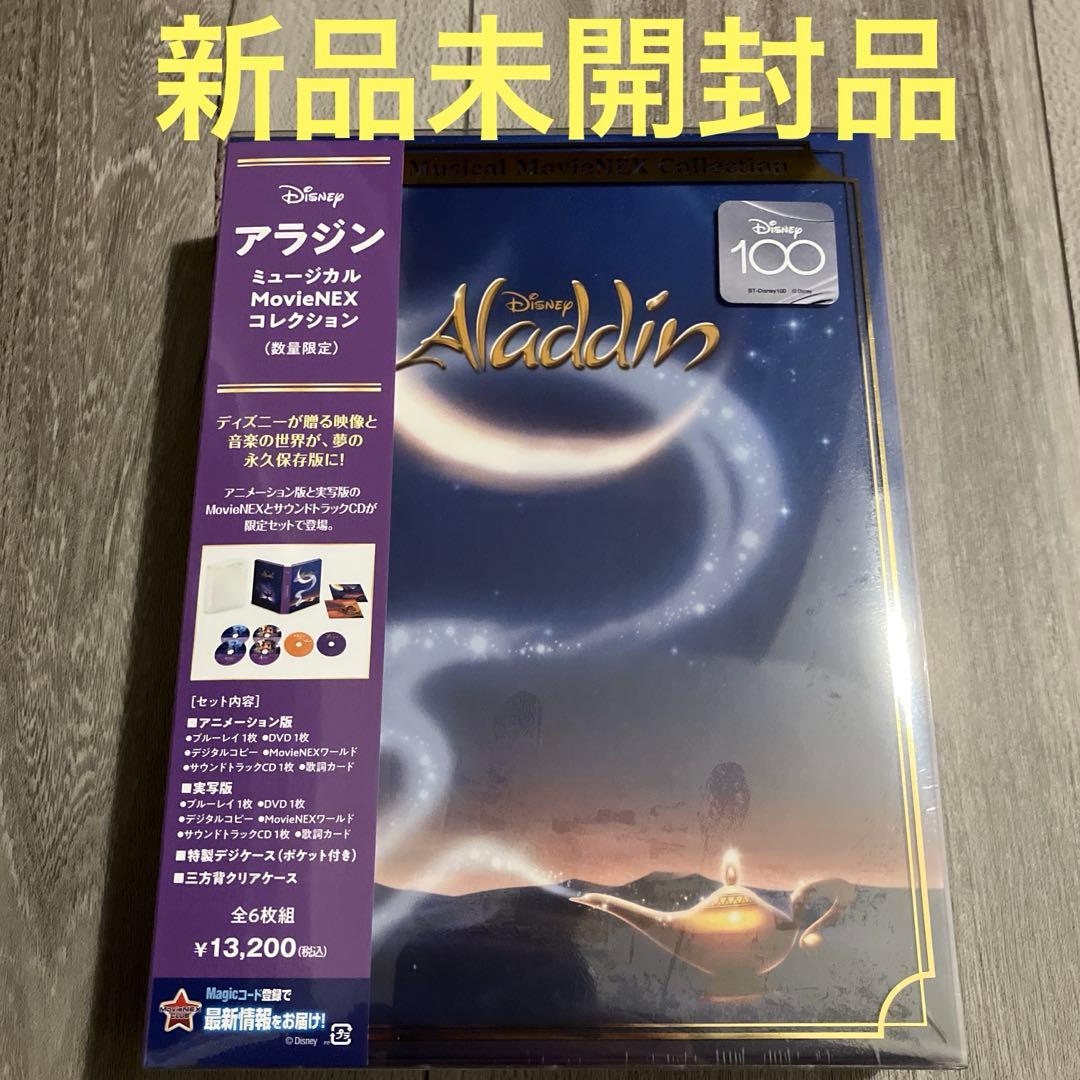 新品未開封品
Musical MovieNEX Collection
Disney
アラジン
ミュージカル
MovieNEX
コレクション
（数量限定）
ディズニーが贈る映像と
音楽の世界が、夢の
永久保存版に!
アニメーション版と実写版の
MovieNEXとサウンドトラックCDが
限定セットで登場。
［セット内容］
■アニメーション版
●ブルーレイ1枚 ●DVD 1枚
●デジタルコピー ●MovieNEXワールド
●サウンドトラックCD 1枚 ●歌詞カード
■実写版
●ブルーレイ1枚 ●DVD 1枚
●デジタルコピー ●MovieNEXワールド
●サウンドトラックCD 1枚 ●歌詞カード
■特製デジケース（ポケット付き）
■三方背クリアケース
全6枚組
¥13,200(税込)
MovieNEX CLUB
Magicコード登録で
最新情報をお届け!
© Disney
PP
プラ
Disney
100
ST-Disney100 © Disney
Disney
Aladdin